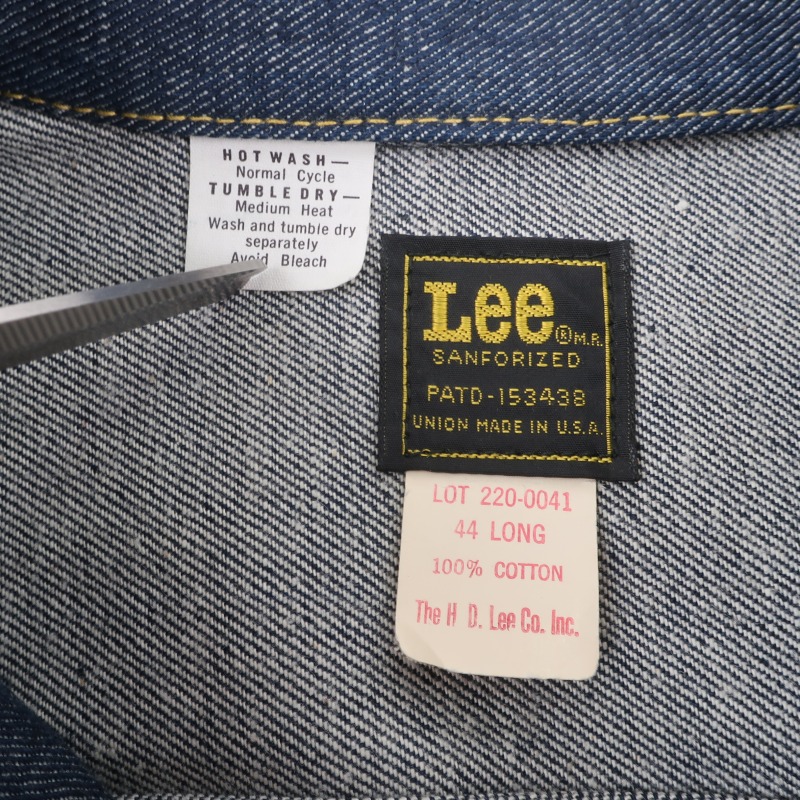 HOT WASH—
Normal Cycle
TUMBLE DRY—
Medium Heat
Wash and tumble dry
separately
Avoid Bleach
Lee ® M.R.
SANFORIZED
PATD-153438
UNION MADE IN U.S.A.
LOT 220-0041
44 LONG
100% COTTON
The H D. Lee Co. Inc.